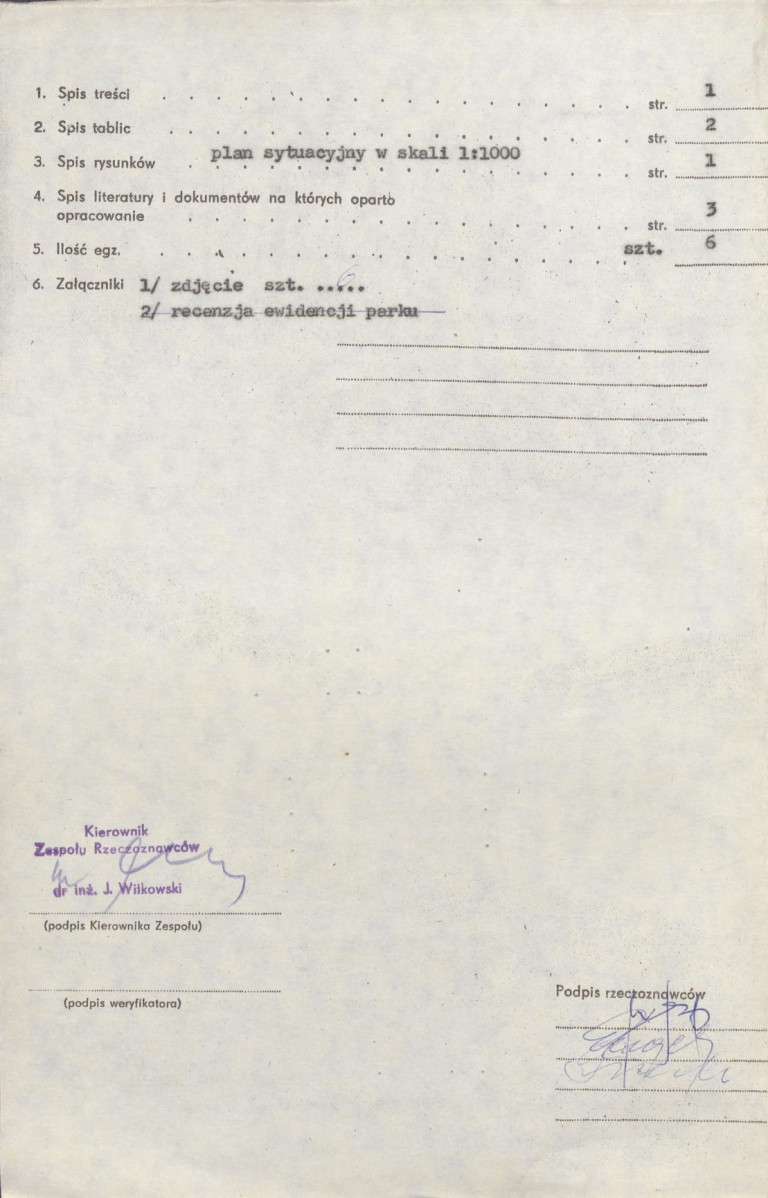 1. Spis treści . . . . . . . . . . . . . . . . . . str. 1
2. Spis tablic . . . . . . . . . . . . . . . . . . str. 2
3. Spis rysunków . plan sytuacyjny w skali 1:1000 . . . . str. 1
4. Spis literatury i dokumentów na których oparto
opracowanie . . . . . . . . . . . . . . . . . str. 3
5. Ilość egz. . . . . . . . . . . . . . . . . . . szt. 6
6. Załączniki 1/ zdjęcie szt. ..6...
2/ recenzja ewidencji parku
Kierownik
Zespołu Rzeczoznawców
dr inż. J. Wiłkowski
(podpis Kierownika Zespołu)
(podpis weryfikatora)
Podpis rzeczoznawców